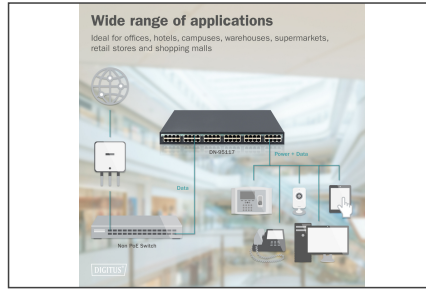 Wide range of applications
Ideal for offices, hotels, campuses, warehouses, supermarkets,
retail stores and shopping malls
DN-95117
Power + Data
Data
Non PoE Switch
DIGITUS